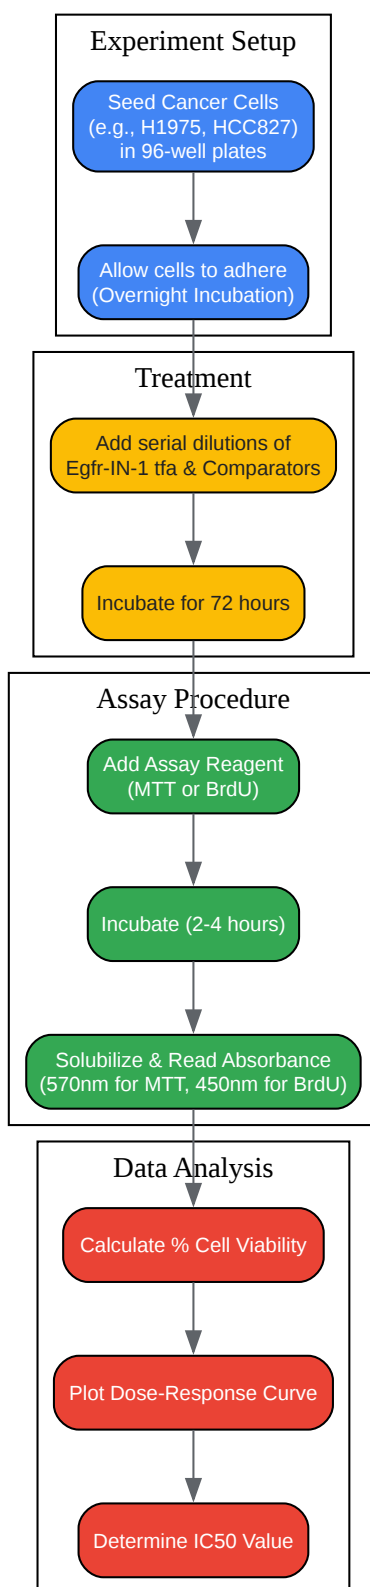 Experiment Setup
Seed Cancer Cells
(e.g., H1975, HCC827)
in 96-well plates
Allow cells to adhere
(Overnight Incubation)
Treatment
Add serial dilutions of
Egfr-IN-1 tfa & Comparators
Incubate for 72 hours
Assay Procedure
Add Assay Reagent
(MTT or BrdU)
Incubate (2-4 hours)
Solubilize & Read Absorbance
(570nm for MTT, 450nm for BrdU)
Data Analysis
Calculate % Cell Viability
Plot Dose-Response Curve
Determine IC50 Value